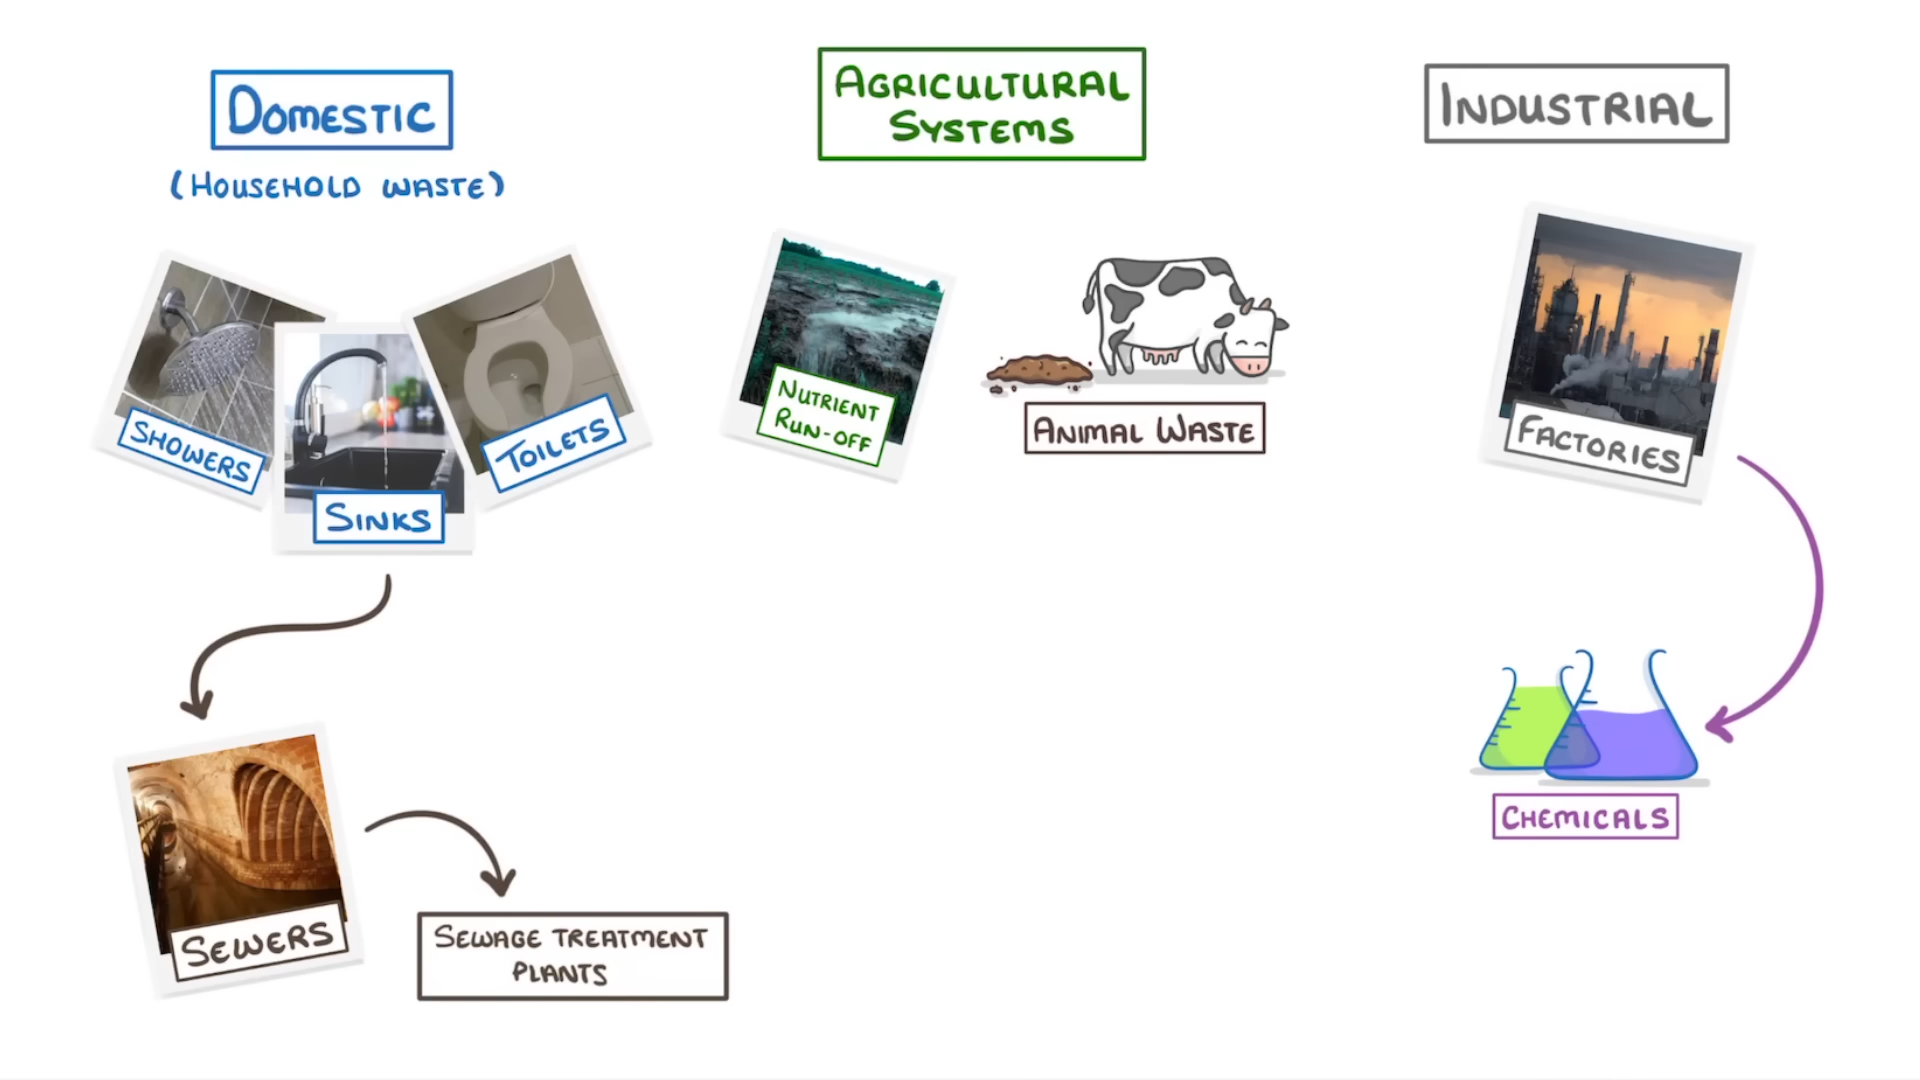 DOMESTIC
(HOUSEHOLD WASTE)
SHOWERS
SINKS
TOILETS
SEWERS
SEWAGE TREATMENT
PLANTS
AGRICULTURAL
SYSTEMS
NUTRIENT
RUN-OFF
ANIMAL WASTE
INDUSTRIAL
FACTORIES
CHEMICALS